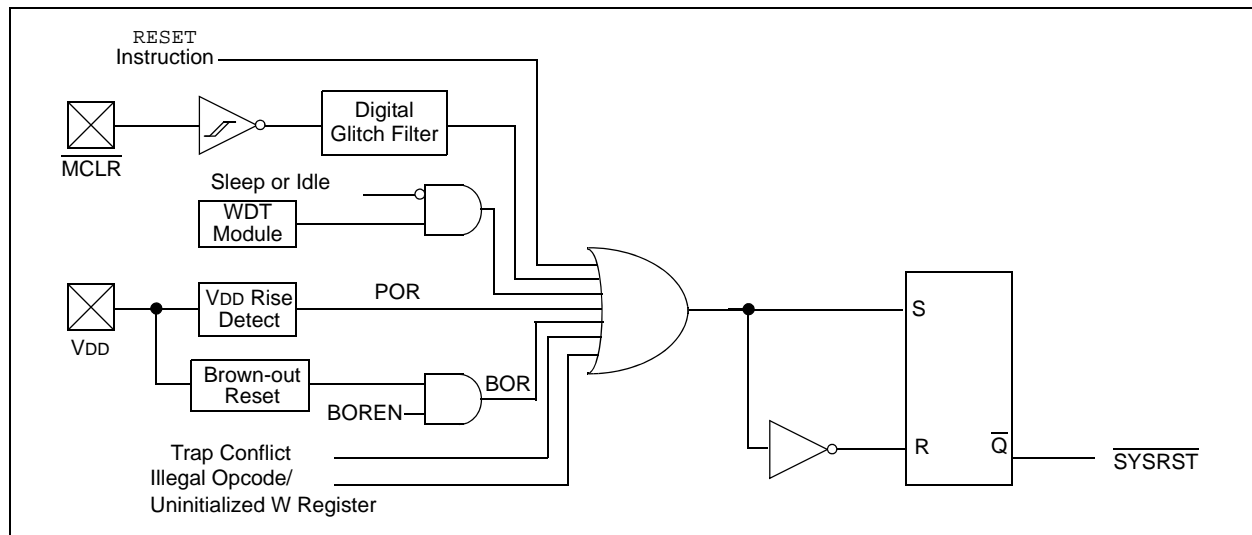 RESET
Instruction
Digital
Glitch Filter
MCLR
Sleep or Idle
WDT
Module
VDD
VDD Rise
Detect
POR
Brown-out
Reset
BOREN
BOR
Trap Conflict
Illegal Opcode/
Uninitialized W Register
S
R
Q
SYSRST